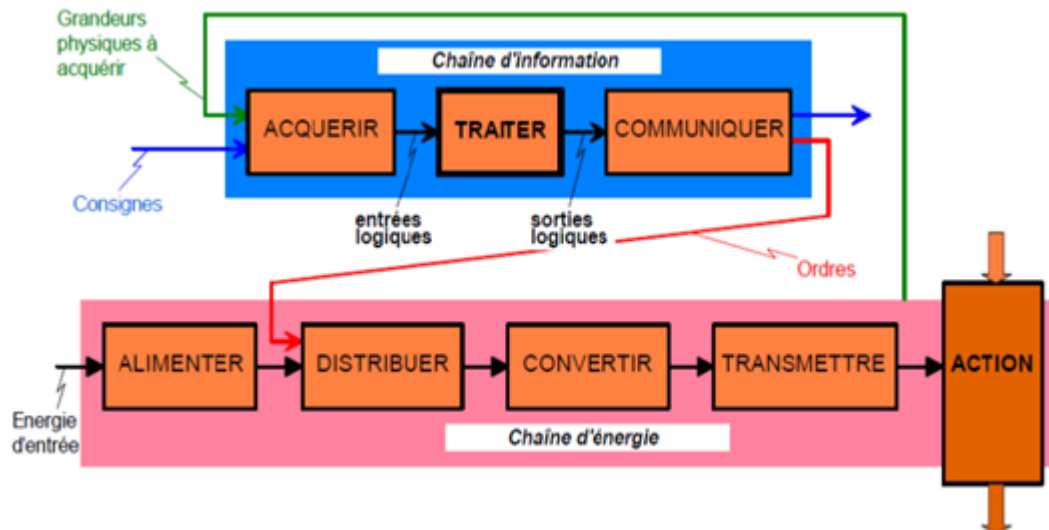 Grandeurs
physiques à
acquérir
Chaîne d'information
ACQUERIR
TRAITER
COMMUNIQUER
Consignes
entrées
logiques
sorties
logiques
Ordres
ALIMENTER
DISTRIBUER
CONVERTIR
TRANSMETTRE
ACTION
Energie
d'entrée
Chaîne d'énergie